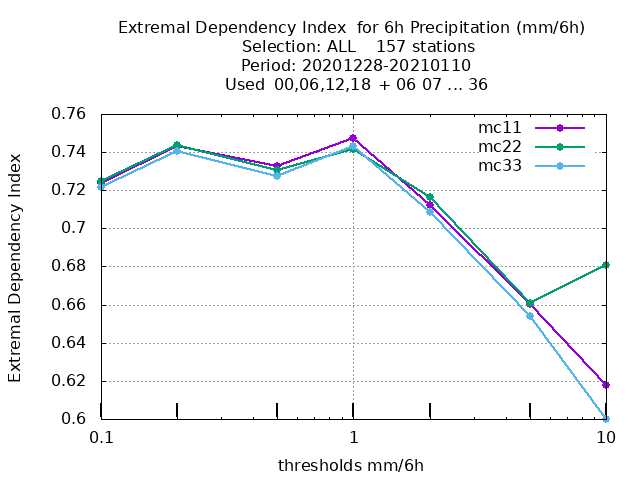 Extremal Dependency Index  for 6h Precipitation (mm/6h)
Selection: ALL    157 stations
Period: 20201228-20210110
Used  00,06,12,18  + 06 07 ... 36
mc11
mc22
mc33
Extremal Dependency Index
0.76
0.74
0.72
0.7
0.68
0.66
0.64
0.62
0.6
0.1
1
10
thresholds mm/6h